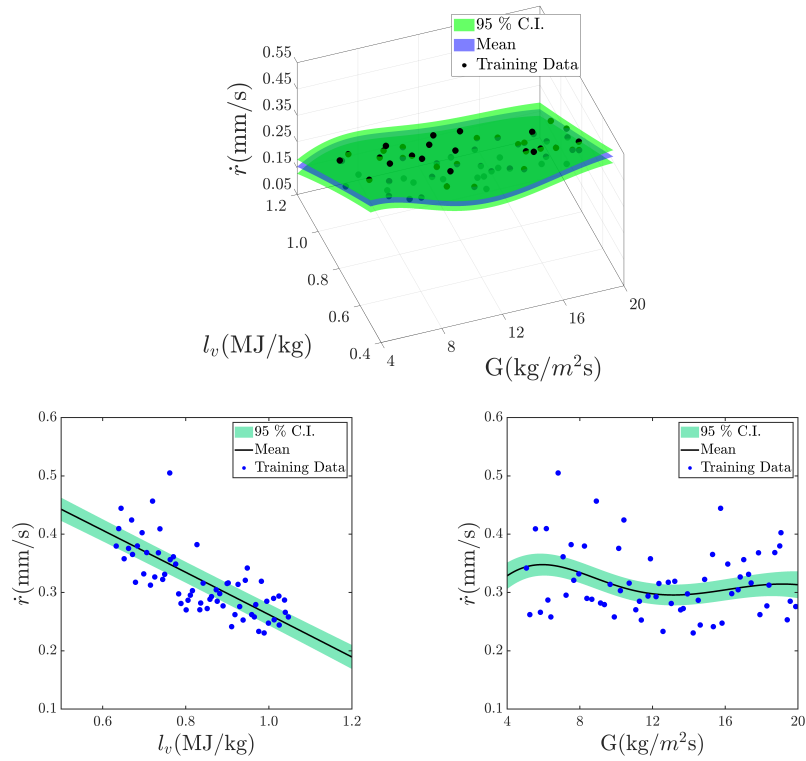 95 % C.I.
Mean
Training Data
0.55
0.45
0.35
0.25
0.15
0.05
ṙ(mm/s)
1.2
1.0
0.8
0.6
0.4
l_v(MJ/kg)
4
8
12
16
20
G(kg/m²s)
0.6
0.5
0.4
0.3
0.2
0.1
ṙ(mm/s)
95 % C.I.
Mean
Training Data
0.6 0.8 1.0 1.2
l_v(MJ/kg)
0.6
0.5
0.4
0.3
0.2
0.1
ṙ(mm/s)
95 % C.I.
Mean
Training Data
4 8 12 16 20
G(kg/m²s)